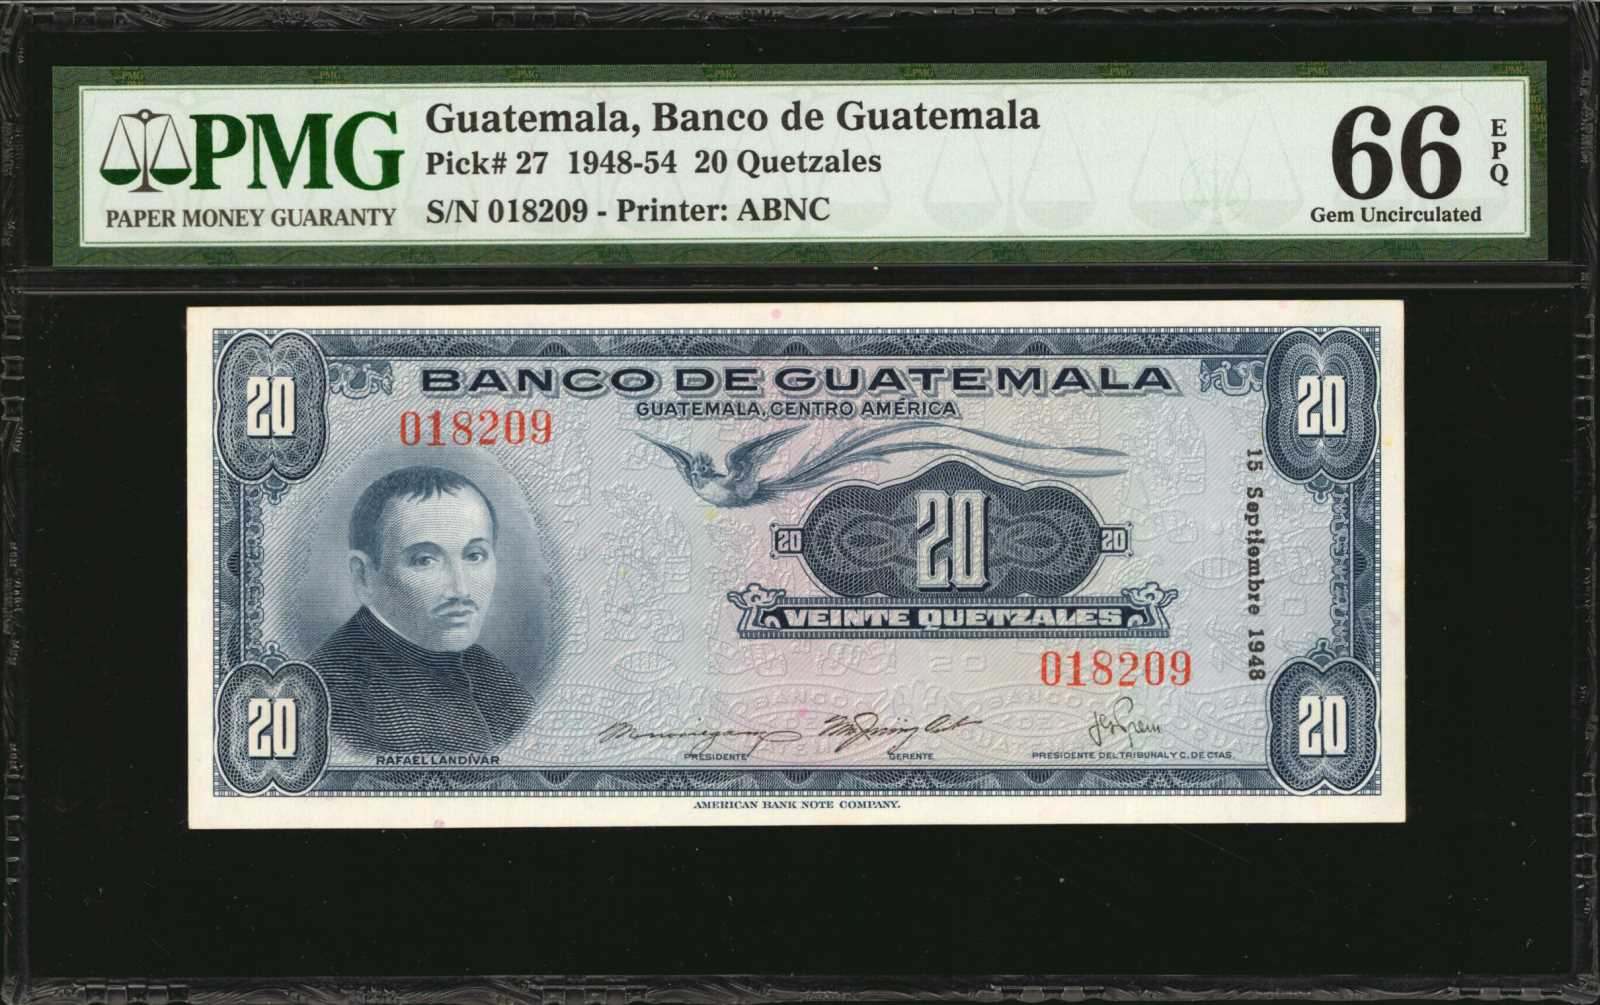 PMG
PAPER MONEY GUARANTY
Guatemala, Banco de Guatemala
Pick# 27 1948-54 20 Quetzales
S/N 018209 - Printer: ABNC
66
EPQ
Gem Uncirculated
20
BANCO DE GUATEMALA
20
GUATEMALA, CENTRO AMÉRICA
018209
15 Septiembre 1948
20
20
20
VEINTE QUETZALES
018209
20
20
RAFAEL LANDÍVAR
PRESIDENTE
GERENTE
PRESIDENTE DEL TRIBUNAL Y C. DE CTAS.
AMERICAN BANK NOTE COMPANY.